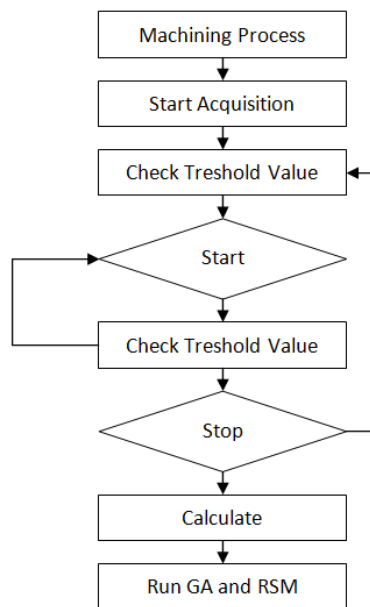 Machining Process
Start Acquisition
Check Treshold Value
Start
Check Treshold Value
Stop
Calculate
Run GA and RSM